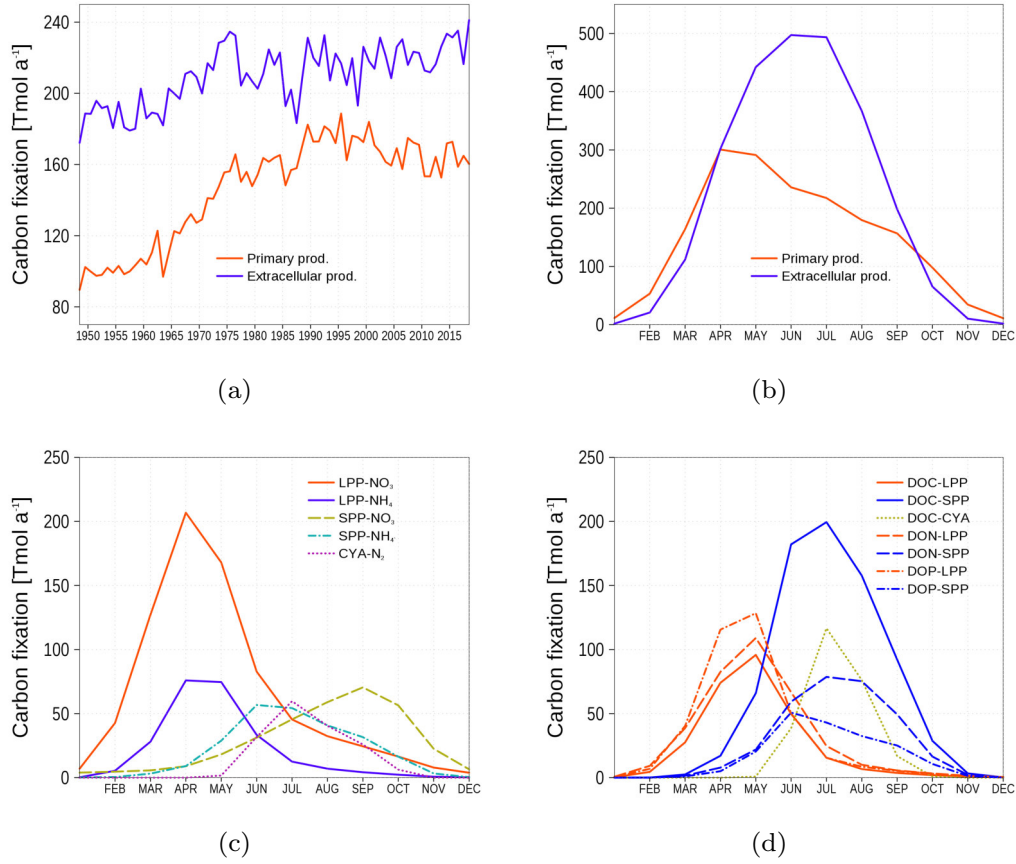 Carbon fixation [Tmol a⁻¹]
240
200
160
120
80
Primary prod.
Extracellular prod.
1950 1955 1960 1965 1970 1975 1980 1985 1990 1995 2000 2005 2010 2015
(a)
Carbon fixation [Tmol a⁻¹]
500
400
300
200
100
0
Primary prod.
Extracellular prod.
FEB MAR APR MAY JUN JUL AUG SEP OCT NOV DEC
(b)
Carbon fixation [Tmol a⁻¹]
250
200
150
100
50
0
LPP-NO₃
LPP-NH₄
SPP-NO₃
SPP-NH₄
CYA-N₂
FEB MAR APR MAY JUN JUL AUG SEP OCT NOV DEC
(c)
Carbon fixation [Tmol a⁻¹]
250
200
150
100
50
0
DOC-LPP
DOC-SPP
DOC-CYA
DON-LPP
DON-SPP
DOP-LPP
DOP-SPP
FEB MAR APR MAY JUN JUL AUG SEP OCT NOV DEC
(d)